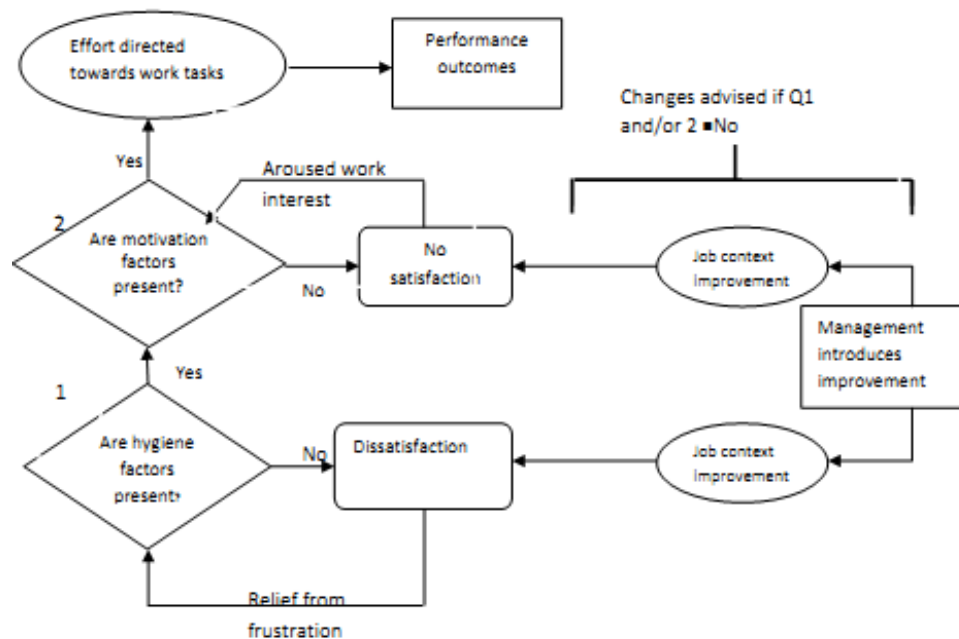 Effort directed
towards work tasks
Performance
outcomes
Changes advised if Q1
and/or 2 ■No
Yes
Aroused work
interest
2
Are motivation
factors
present?
No
No
satisfaction
Job context
Improvement
Management
introduces
improvement
Yes
1
Are hygiene
factors
present?
No
Dissatisfaction
Job context
Improvement
Relief from
frustration